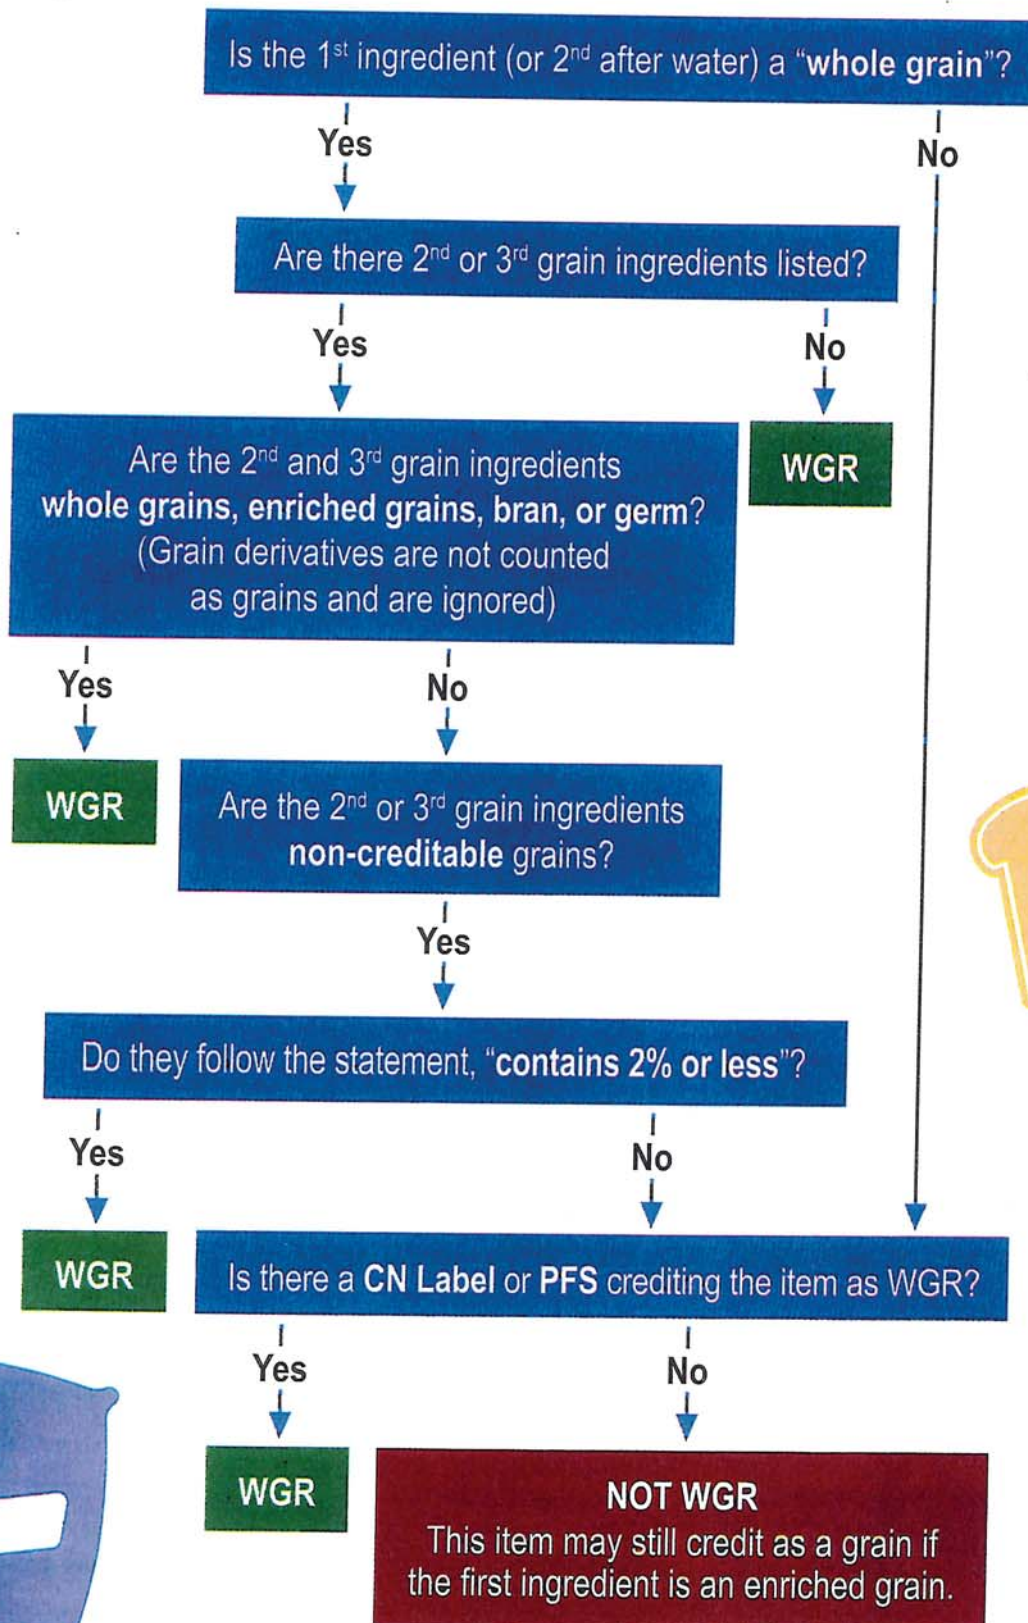 Is the 1st ingredient (or 2nd after water) a “whole grain”?
Yes
No
Are there 2nd or 3rd grain ingredients listed?
Yes
No
Are the 2nd and 3rd grain ingredients
whole grains, enriched grains, bran, or germ?
(Grain derivatives are not counted
as grains and are ignored)
WGR
Yes
No
WGR
Are the 2nd or 3rd grain ingredients
non-creditable grains?
Yes
Do they follow the statement, “contains 2% or less”?
Yes
No
WGR
Is there a CN Label or PFS crediting the item as WGR?
Yes
No
WGR
NOT WGR
This item may still credit as a grain if
the first ingredient is an enriched grain.